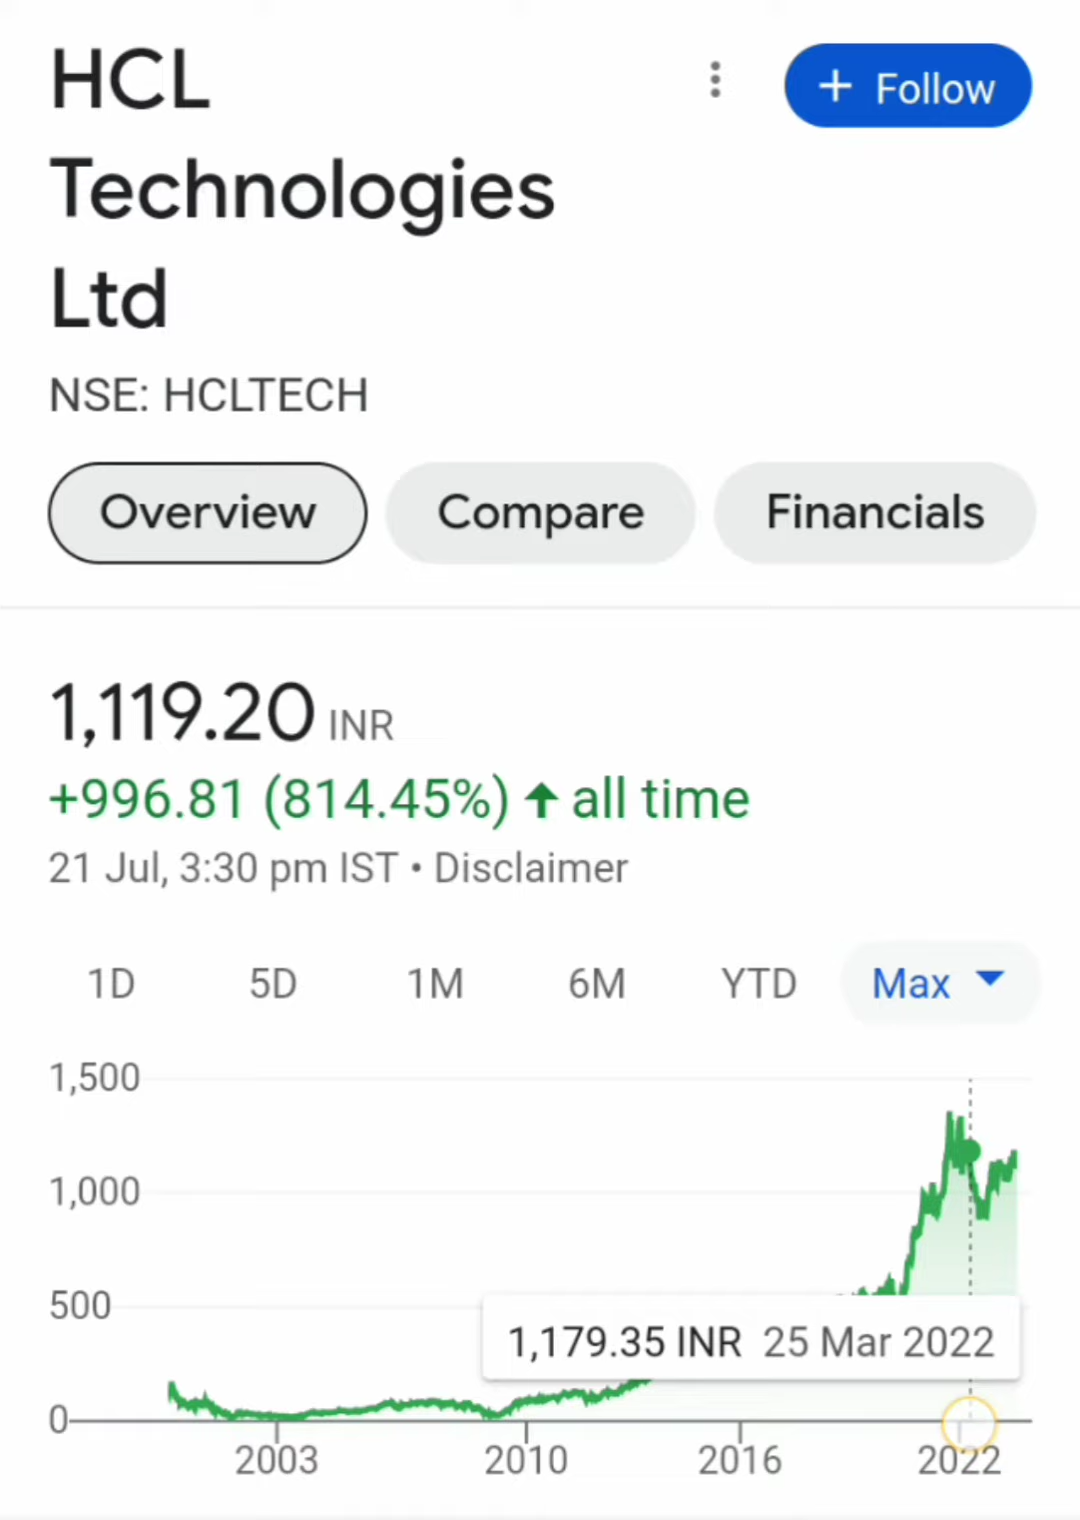 HCL
Technologies
Ltd
+ Follow
NSE: HCLTECH
Overview Compare Financials
1,119.20 INR
+996.81 (814.45%) ↑ all time
21 Jul, 3:30 pm IST • Disclaimer
1D 5D 1M 6M YTD Max
1,500
1,000
500
1,179.35 INR 25 Mar 2022
0
2003 2010 2016 2022